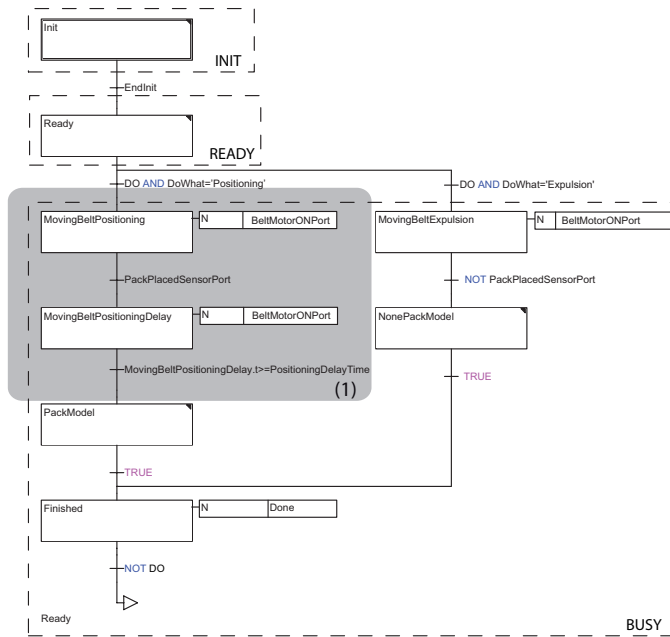 Init
INIT
EndInit
Ready
READY
DO AND DoWhat='Positioning'
DO AND DoWhat='Expulsion'
MovingBeltPositioning
N BeltMotorONPort
MovingBeltExpulsion
N BeltMotorONPort
PackPlacedSensorPort
NOT PackPlacedSensorPort
MovingBeltPositioningDelay
N BeltMotorONPort
NonePackModel
MovingBeltPositioningDelay.t>=PositioningDelayTime
TRUE
(1)
PackModel
TRUE
Finished
N Done
NOT DO
Ready
BUSY